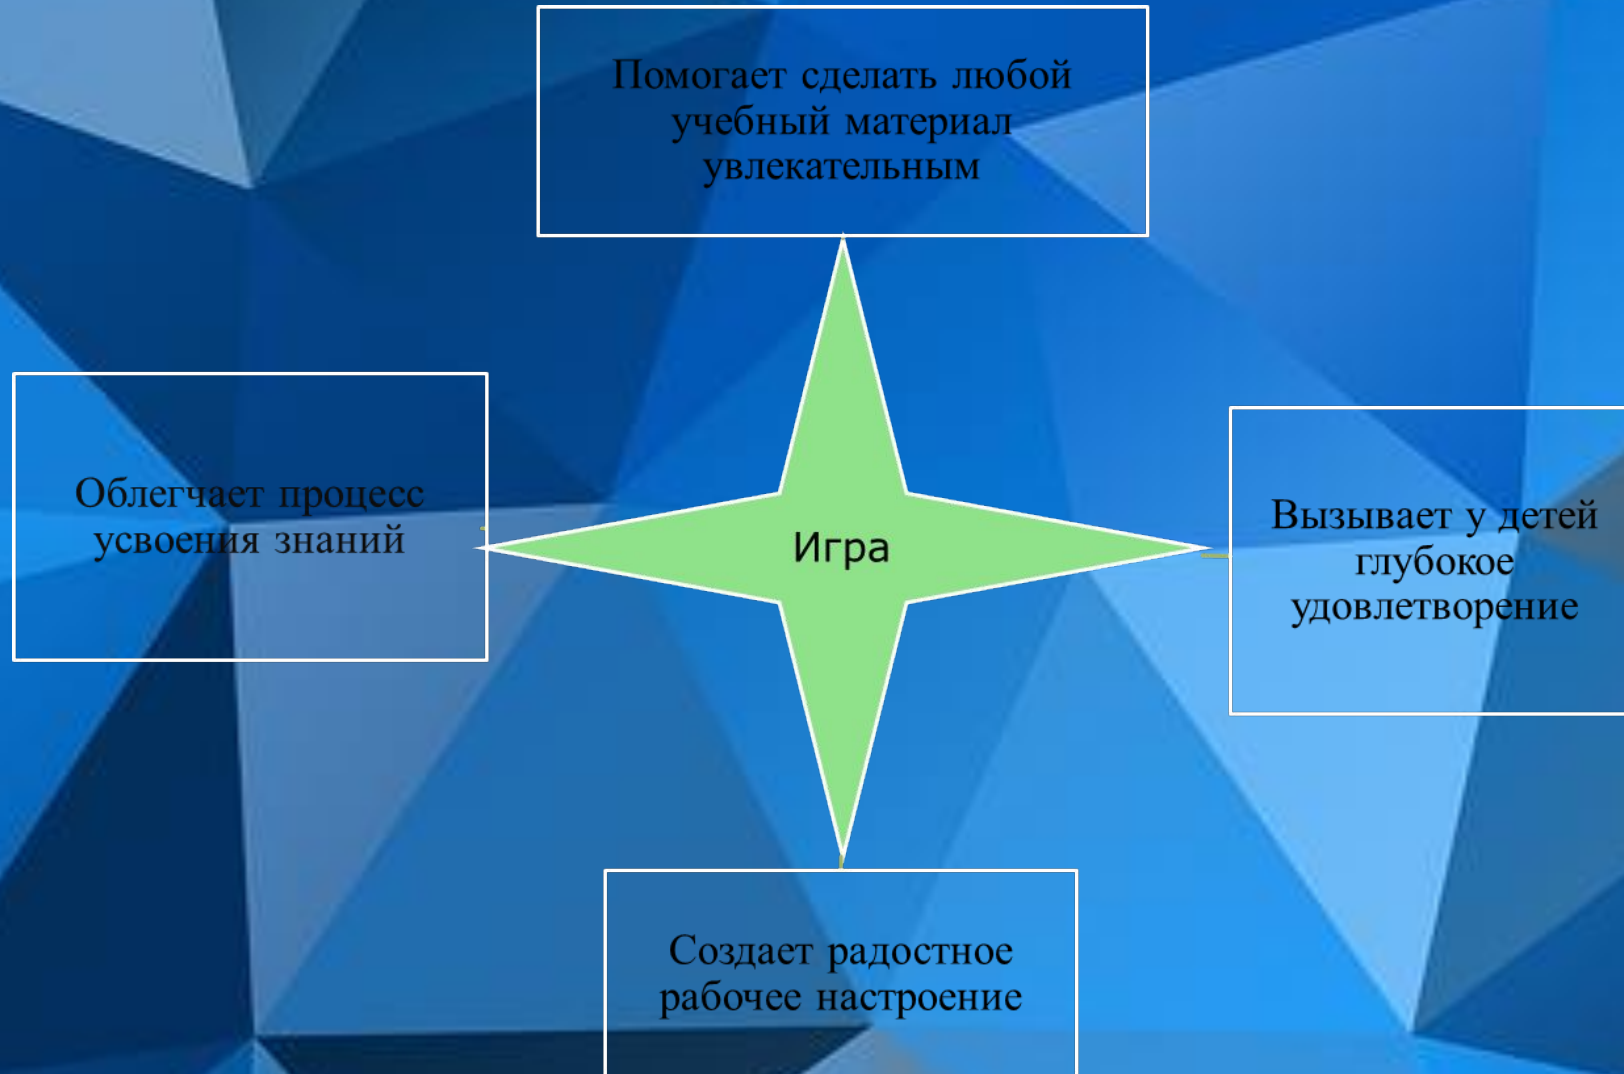 Помогает сделать любой
учебный материал
увлекательным
Облегчает процесс
усвоения знаний
Игра
Вызывает у детей
глубокое
удовлетворение
Создает радостное
рабочее настроение